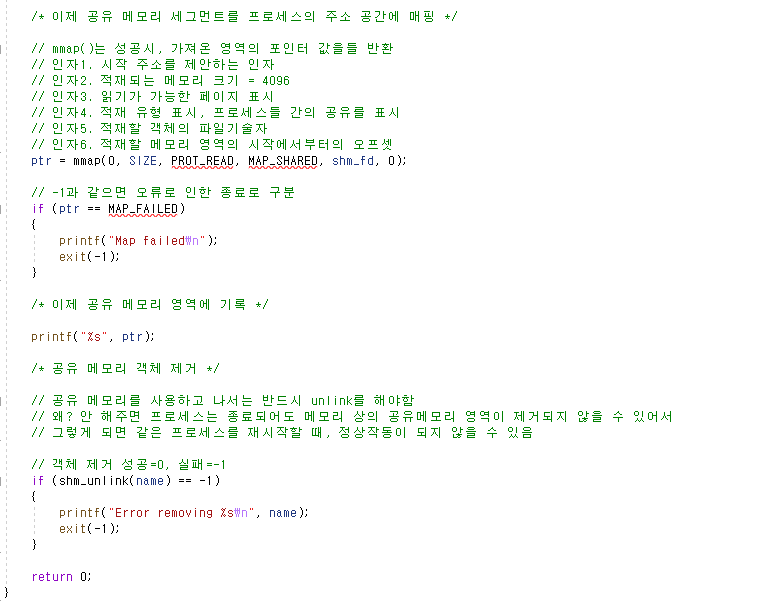 /* 이제 공유 메모리 세그먼트를 프로세스의 주소 공간에 매핑 */
// mmap()는 성공시, 가져온 영역의 포인터 값을들 반환
// 인자1. 시작 주소를 제안하는 인자
// 인자2. 적재되는 메모리 크기 = 4096
// 인자3. 읽기가 가능한 페이지 표시
// 인자4. 적재 유형 표시, 프로세스들 간의 공유를 표시
// 인자5. 적재할 객체의 파일기술자
// 인자6. 적재할 메모리 영역의 시작에서부터의 오프셋
ptr = mmap(0, SIZE, PROT_READ, MAP_SHARED, shm_fd, 0);
// -1과 같으면 오류로 인한 종료로 구분
if (ptr == MAP_FAILED)
{
printf("Map failed₩n");
exit(-1);
}
/* 이제 공유 메모리 영역에 기록 */
printf("%s", ptr);
/* 공유 메모리 객체 제거 */
// 공유 메모리를 사용하고 나서는 반드시 unlink를 해야함
// 왜? 안 해주면 프로세스는 종료되어도 메모리 상의 공유메모리 영역이 제거되지 않을 수 있어서
// 그렇게 되면 같은 프로세스를 재시작할 때, 정상작동이 되지 않을 수 있음
// 객체 제거 성공=0, 실패=-1
if (shm_unlink(name) == -1)
{
printf("Error removing %s₩n", name);
exit(-1);
}
return 0;
}